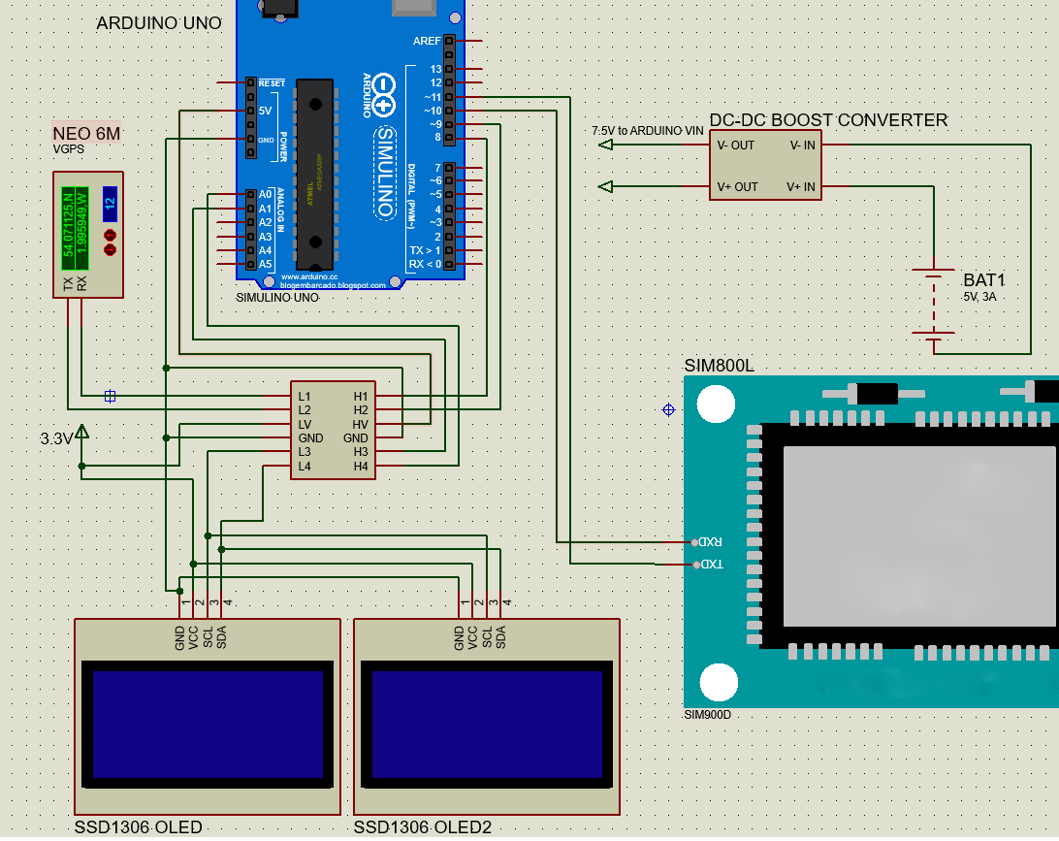 ARDUINO UNO
AREF
13
12
~11
~10
~9
8
7
~6
~5
4
~3
2
TX > 1
RX < 0
DIGITAL (PWM~)
ARDUINO
SIMULINO
RESET
5V
GND
POWER
A0
A1
A2
A3
A4
A5
ANALOG IN
ATMEL
ATMEGA328P
www.arduino.cc
blogembarcado.blogspot.com
SIMULINO UNO
NEO 6M
VGPS
54.071125,N
1.995949,W
12
TX
RX
7.5V to ARDUINO VIN
DC-DC BOOST CONVERTER
V- OUT
V- IN
V+ OUT
V+ IN
BAT1
5V, 3A
3.3V
L1
L2
LV
GND
L3
L4
H1
H2
HV
GND
H3
H4
SIM800L
RXD
TXD
SIM900D
1
2
3
4
GND
VCC
SCL
SDA
SSD1306 OLED
1
2
3
4
GND
VCC
SCL
SDA
SSD1306 OLED2